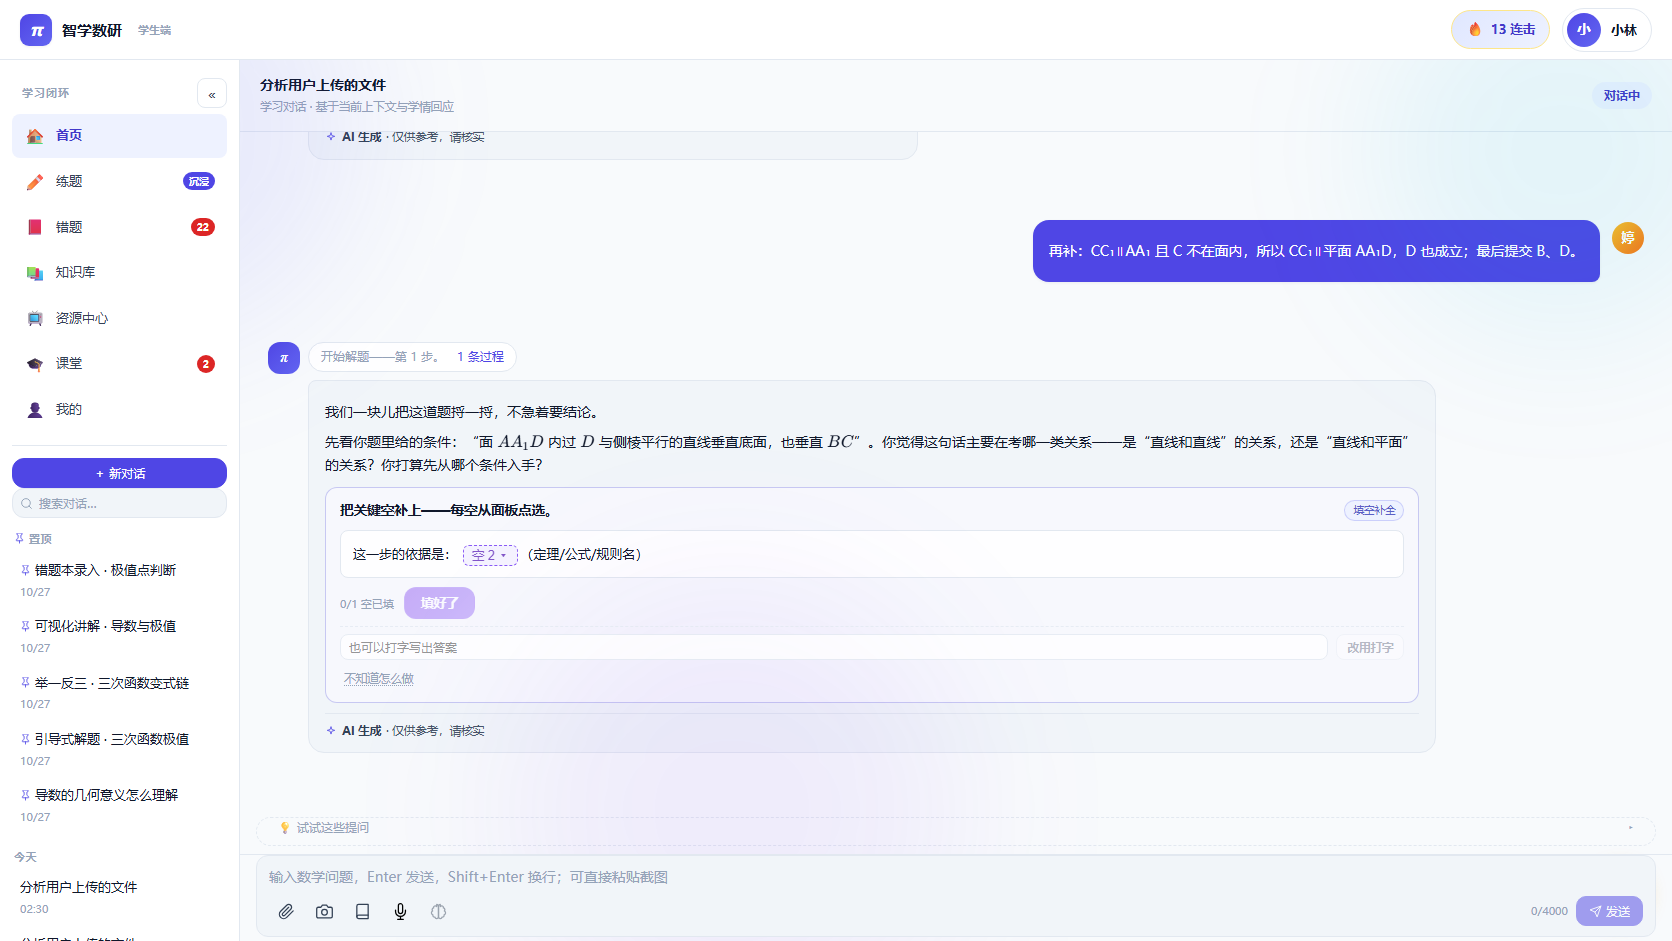 π 智学数研 学生端
13 连击
小 小林
学习闭环 «
首页
练题 沉浸
错题 22
知识库
资源中心
课堂 2
我的
+ 新对话
搜索对话...
置顶
错题本录入 · 极值点判断
10/27
可视化讲解 · 导数与极值
10/27
举一反三 · 三次函数变式链
10/27
引导式解题 · 三次函数极值
10/27
导数的几何意义怎么理解
10/27
今天
分析用户上传的文件
02:30
分析用户上传的文件
分析用户上传的文件
学习对话 · 基于当前上下文与学情回应
对话中
AI 生成 · 仅供参考，请核实
再补：CC₁∥AA₁ 且 C 不在面内，所以 CC₁∥平面 AA₁D，D 也成立；最后提交 B、D。
婷
π 开始解题——第 1 步。 1 条过程
我们一块儿把这道题捋一捋，不急着要结论。
先看你题里给的条件：“面 AA₁D 内过 D 与侧棱平行的直线垂直底面，也垂直 BC”。你觉得这句话主要在考哪一类关系——是“直线和直线”的关系，还是“直线和平面”
的关系？你打算先从哪个条件入手？
把关键空补上——每空从面板点选。 填空补全
这一步的依据是： 空 2 （定理/公式/规则名）
0/1 空已填 填好了
也可以打字写出答案 改用打字
不知道怎么做
AI 生成 · 仅供参考，请核实
试试这些提问
输入数学问题，Enter 发送，Shift+Enter 换行；可直接粘贴截图
0/4000 发送